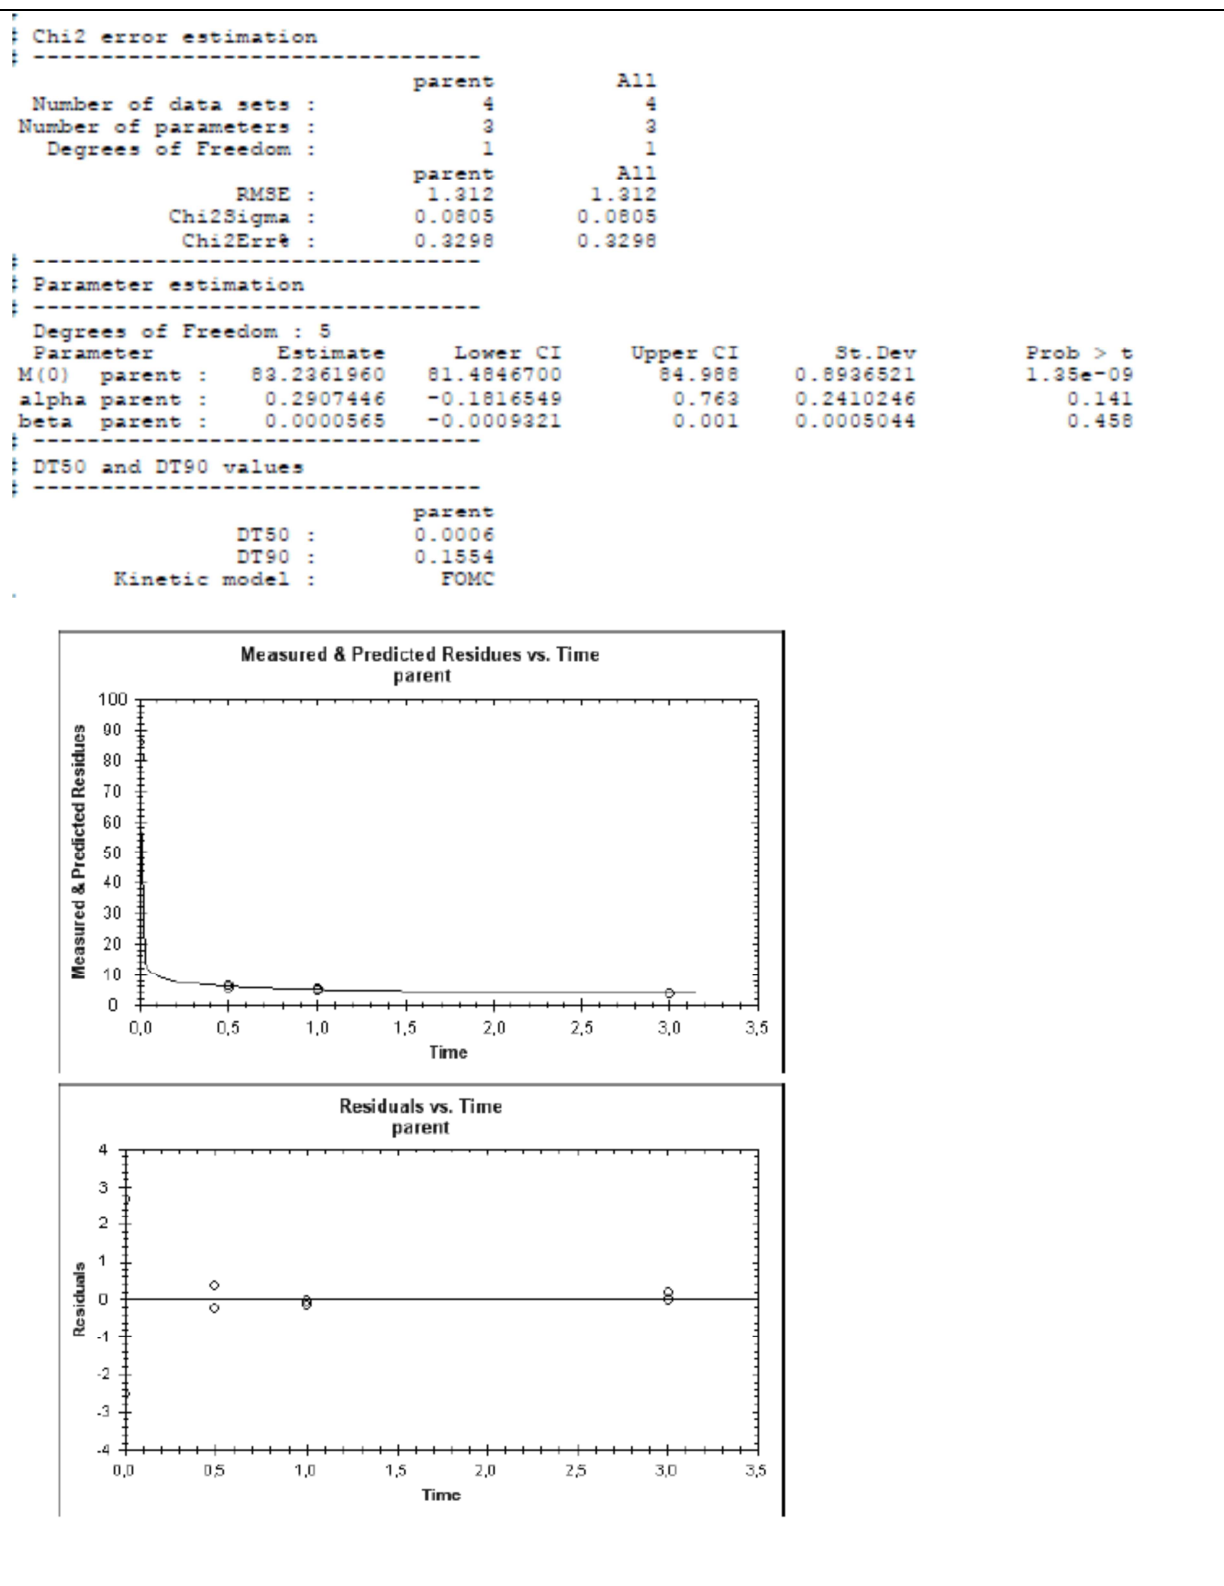 ‡ Chi2 error estimation
‡ ---------------------------------
parent All
Number of data sets : 4 4
Number of parameters : 3 3
Degrees of Freedom : 1 1
parent All
RMSE : 1.312 1.312
Chi2Sigma : 0.0805 0.0805
Chi2Err% : 0.3298 0.3298
‡ ---------------------------------
‡ Parameter estimation
‡ ---------------------------------
Degrees of Freedom : 5
Parameter Estimate Lower CI Upper CI St.Dev Prob > t
M(0) parent : 83.2361960 81.4846700 84.988 0.8936521 1.35e-09
alpha parent : 0.2907446 -0.1816549 0.763 0.2410246 0.141
beta parent : 0.0000565 -0.0009321 0.001 0.0005044 0.458
‡ ---------------------------------
‡ DT50 and DT90 values
‡ ---------------------------------
parent
DT50 : 0.0006
DT90 : 0.1554
Kinetic model : FOMC
Measured & Predicted Residues vs. Time
parent
Measured & Predicted Residues
100
90
80
70
60
50
40
30
20
10
0
0,0 0,5 1,0 1,5 2,0 2,5 3,0 3,5
Time
Residuals vs. Time
parent
Residuals
4
3
2
1
0
-1
-2
-3
-4
0,0 0,5 1,0 1,5 2,0 2,5 3,0 3,5
Time